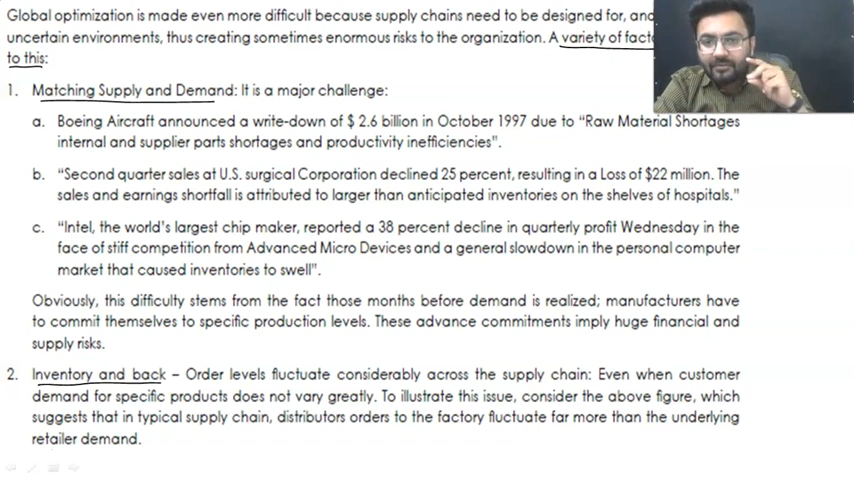 Global optimization is made even more difficult because supply chains need to be designed for, and
uncertain environments, thus creating sometimes enormous risks to the organization. A variety of
to this:
1. Matching Supply and Demand: It is a major challenge:
a. Boeing Aircraft announced a write-down of $ 2.6 billion in October 1997 due to "Raw Material Shortages
internal and supplier parts shortages and productivity inefficiencies".
b. "Second quarter sales at U.S. surgical Corporation declined 25 percent, resulting in a Loss of $22 million. The
sales and earnings shortfall is attributed to larger than anticipated inventories on the shelves of hospitals."
c. "Intel, the world's largest chip maker, reported a 38 percent decline in quarterly profit Wednesday in the
face of stiff competition from Advanced Micro Devices and a general slowdown in the personal computer
market that caused inventories to swell".
Obviously, this difficulty stems from the fact those months before demand is realized; manufacturers have
to commit themselves to specific production levels. These advance commitments imply huge financial and
supply risks.
2. Inventory and back – Order levels fluctuate considerably across the supply chain: Even when customer
demand for specific products does not vary greatly. To illustrate this issue, consider the above figure, which
suggests that in typical supply chain, distributors orders to the factory fluctuate far more than the underlying
retailer demand.